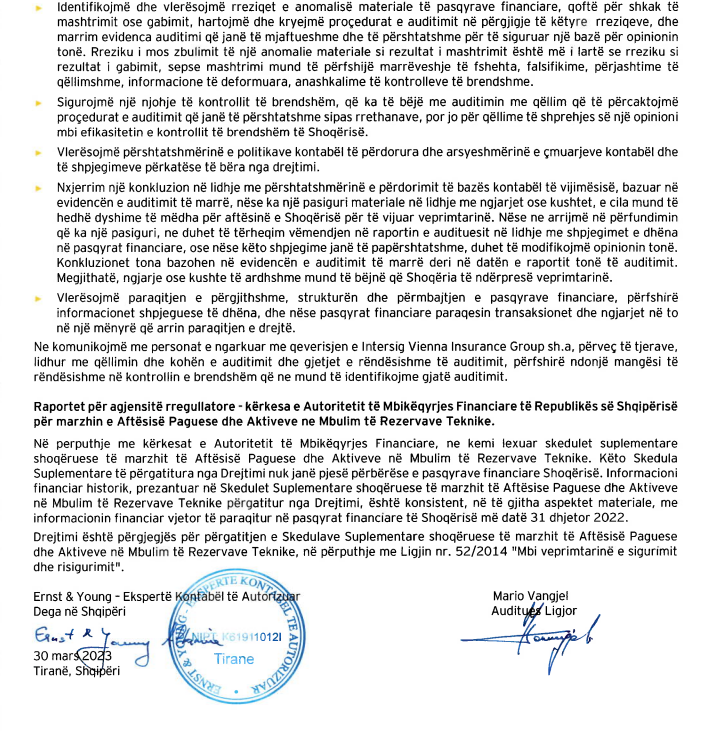 Identifikojmë dhe vlerësojmë rreziqet e anomalisë materiale të pasqyrave financiare, qoftë për shkak të
mashtrimit ose gabimit, hartojmë dhe kryejmë procedurat e auditimit në përgjigje të këtyre rreziqeve, dhe
marrim evidenca auditimi që janë të mjaftueshme dhe të përshtatshme për të siguruar një bazë për opinionin
tonë. Rreziku i mos zbulimit të një anomalie materiale si rezultat i mashtrimit është më i lartë se rreziku si
rezultat i gabimit, sepse mashtrimi mund të përfshijë marrëveshje të fshehta, falsifikime, përjashtime të
qëllimshme, informacione të deformuara, anashkalime të kontrolleve të brendshme.
Sigurojmë një njohje të kontrollit të brendshëm, që ka të bëjë me auditimin me qëllim që të përcaktojmë
procedurat e auditimit që janë të përshtatshme sipas rrethanave, por jo për qëllime të shprehjes së një opinioni
mbi efikasitetin e kontrollit të brendshëm të Shoqërisë.
Vlerësojmë përshtatshmërinë e politikave kontabël të përdorura dhe arsyeshmërinë e çmuarjeve kontabël dhe
të shpjegimeve përkatëse të bëra nga drejtimi.
Nxjerrim një konkluzion në lidhje me përshtatshmërinë e përdorimit të bazës kontabël të vijimësisë, bazuar në
evidencën e auditimit të marrë, nëse ka një pasiguri materiale në lidhje me ngjarjet ose kushtet, e cila mund të
hedhë dyshime të mëdha për aftësinë e Shoqërisë për të vijuar veprimtarinë. Nëse ne arrijmë në përfundimin
që ka një pasiguri, ne duhet të tërheqim vëmendjen në raportin e audituesit në lidhje me shpjegimet e dhëna
në pasqyrat financiare, ose nëse këto shpjegime janë të papërshtatshme, duhet të modifikojmë opinionin tonë.
Konkluzionet tona bazohen në evidencën e auditimit të marrë deri në datën e raportit tonë të auditimit.
Megjithatë, ngjarje ose kushte të ardhshme mund të bëjnë që Shoqëria të ndërpresë veprimtarinë.
Vlerësojmë paraqitjen e përgjithshme, strukturën dhe përmbajtjen e pasqyrave financiare, përfshirë
informacionet shpjeguese të dhëna, dhe nëse pasqyrat financiare paraqesin transaksionet dhe ngjarjet në to
në një mënyrë që arrin paraqitjen e drejtë.
Ne komunikojmë me personat e ngarkuar me qeverisjen e Intersig Vienna Insurance Group sh.a, përveç të tjerave,
lidhur me qëllimin dhe kohën e auditimit dhe gjetjet e rëndësishme të auditimit, përfshirë ndonjë mangësi të
rëndësishme në kontrollin e brendshëm që ne mund të identifikojme gjatë auditimit.
Raportet për agjensitë rregullatore - kërkesa e Autoritetit të Mbikëqyrjes Financiare të Republikës së Shqipërisë
për marzhin e Aftësisë Paguese dhe Aktiveve ne Mbulim të Rezervave Teknike.
Në perputhje me kërkesat e Autoritetit të Mbikëqyrjes Financiare, ne kemi lexuar skedulet suplementare
shoqëruese të marzhit të Aftësisë Paguese dhe Aktiveve në Mbulim të Rezervave Teknike. Këto Skedula
Suplementare të përgatitura nga Drejtimi nuk janë pjesë përbërëse e pasqyrave financiare Shoqërisë. Informacioni
financiar historik, prezantuar në Skedulet Suplementare shoqëruese të marzhit të Aftësise Paguese dhe Aktiveve
në Mbulim të Rezervave Teknike përgatitur nga Drejtimi, është konsistent, në të gjitha aspektet materiale, me
informacionin financiar vjetor të paraqitur në pasqyrat financiare të Shoqërisë më datë 31 dhjetor 2022.
Drejtimi është përgjegjës për pergatitjen e Skedulave Suplementare shoqëruese të marzhit të Aftësisë Paguese
dhe Aktiveve në Mbulim të Rezervave Teknike, në përputhje me Ligjin nr. 52/2014 "Mbi veprimtarinë e sigurimit
dhe risigurimit".
Ernst & Young - Ekspertë Kontabël të Autorizuar
Dega në Shqipëri
Ernst & Young Albania
30 mars 2023
Tiranë, Shqipëri
ERNST & YOUNG - EKSPERTE KONTABEL TE AUTORIZUAR
NIPT K61911012I
Tirane
Mario Vangjel
Auditues Ligjor